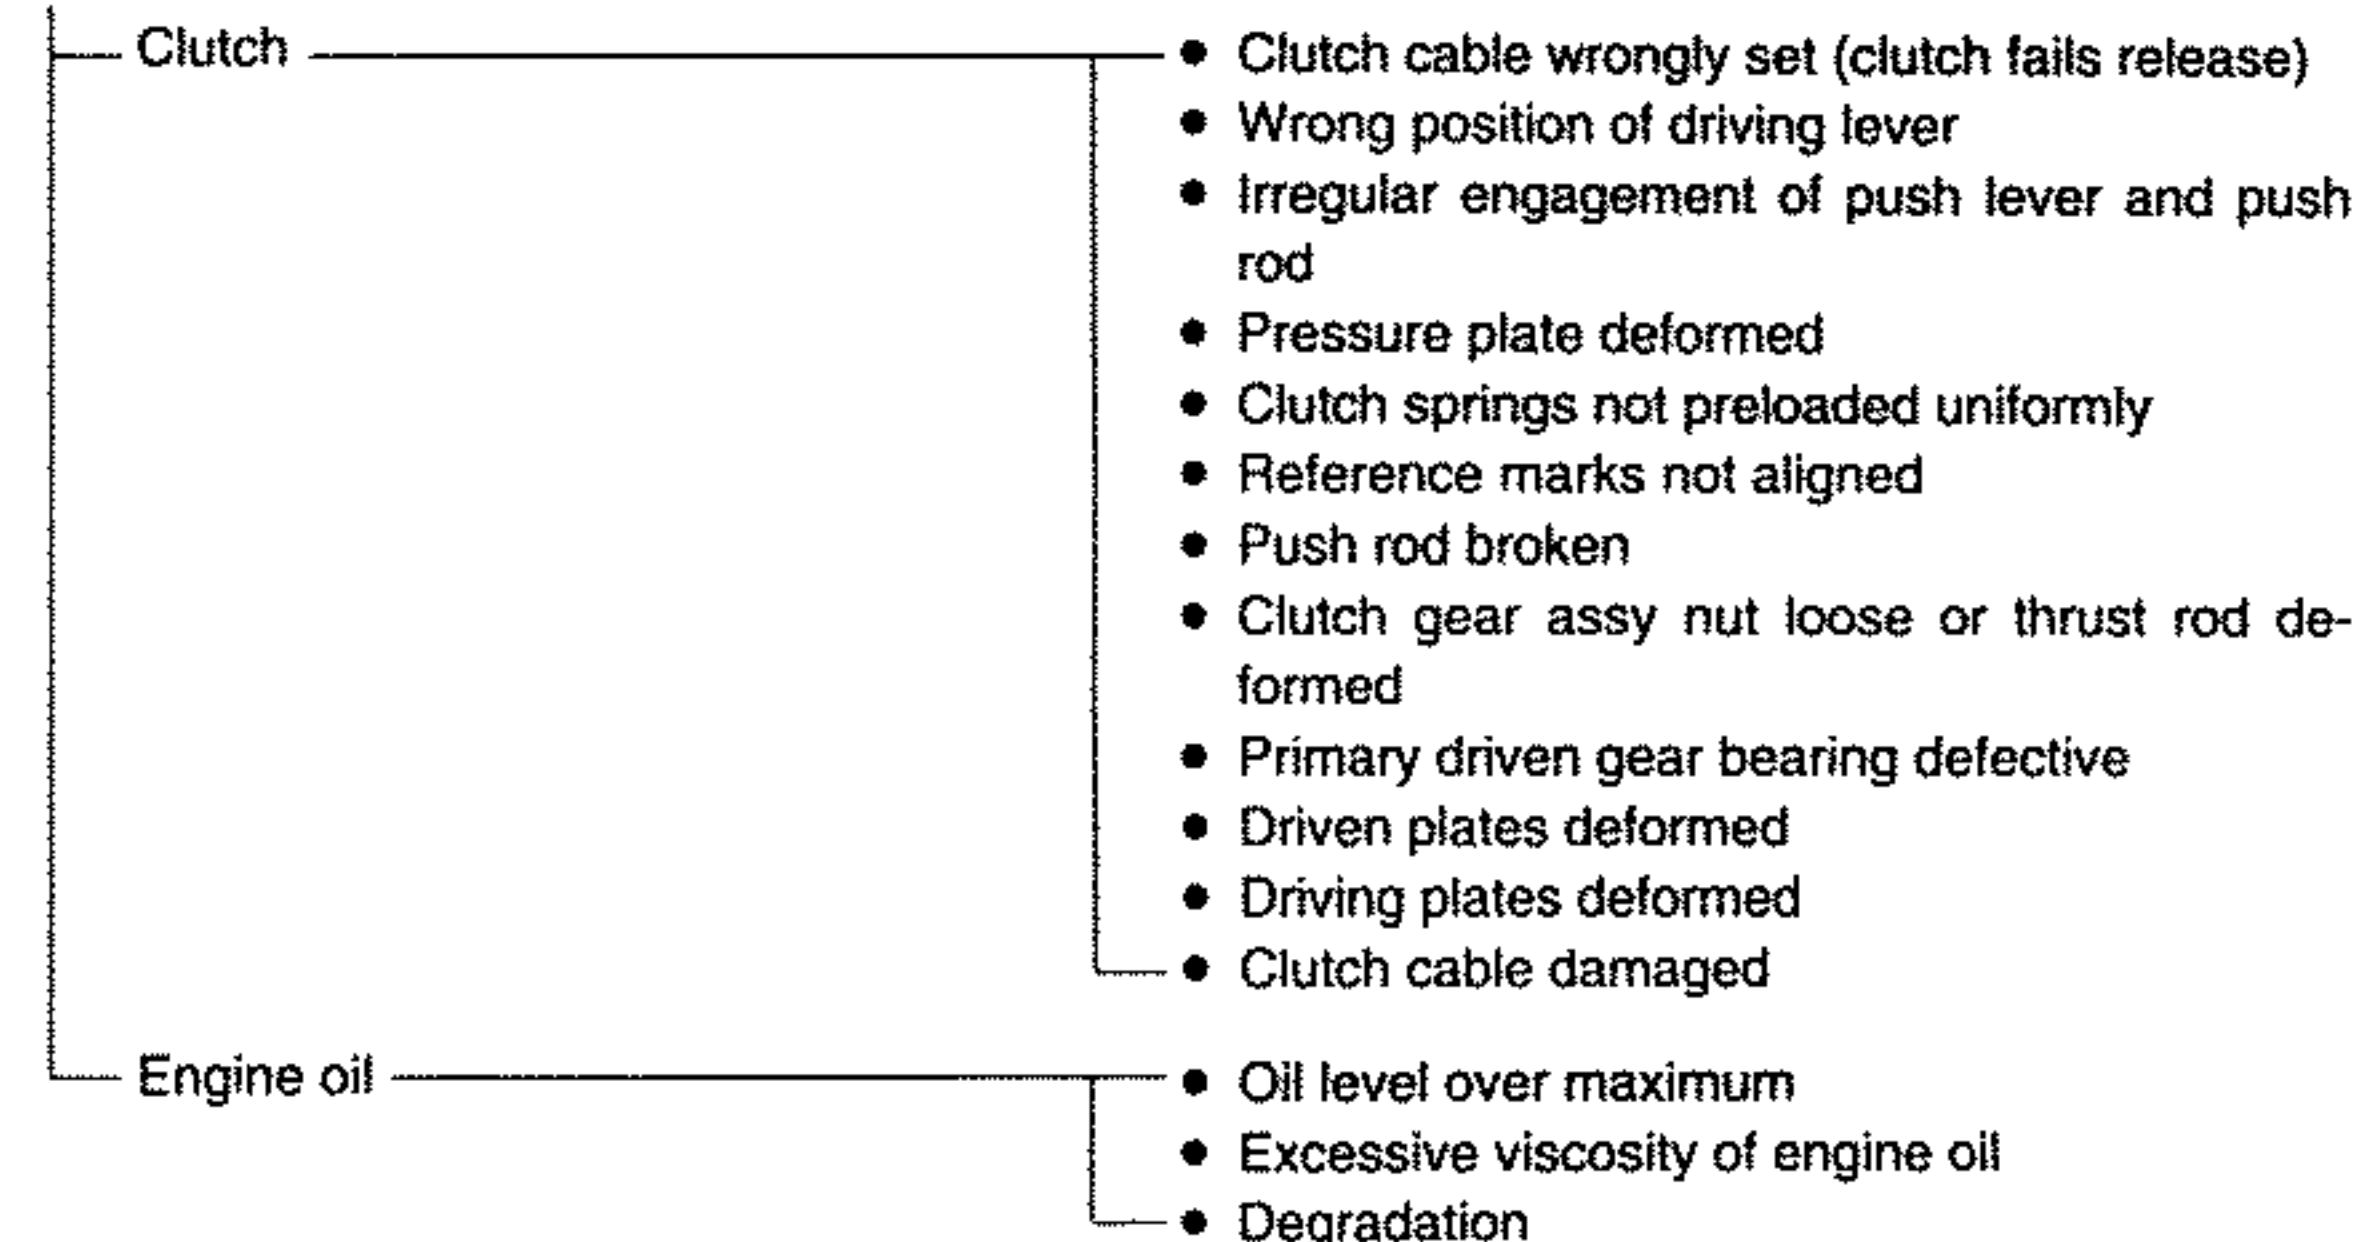 Clutch
● Clutch cable wrongly set (clutch fails release)
● Wrong position of driving lever
● Irregular engagement of push lever and push
rod
● Pressure plate deformed
● Clutch springs not preloaded uniformly
● Reference marks not aligned
● Push rod broken
● Clutch gear assy nut loose or thrust rod de-
formed
● Primary driven gear bearing defective
● Driven plates deformed
● Driving plates deformed
● Clutch cable damaged
Engine oil
● Oil level over maximum
● Excessive viscosity of engine oil
● Degradation